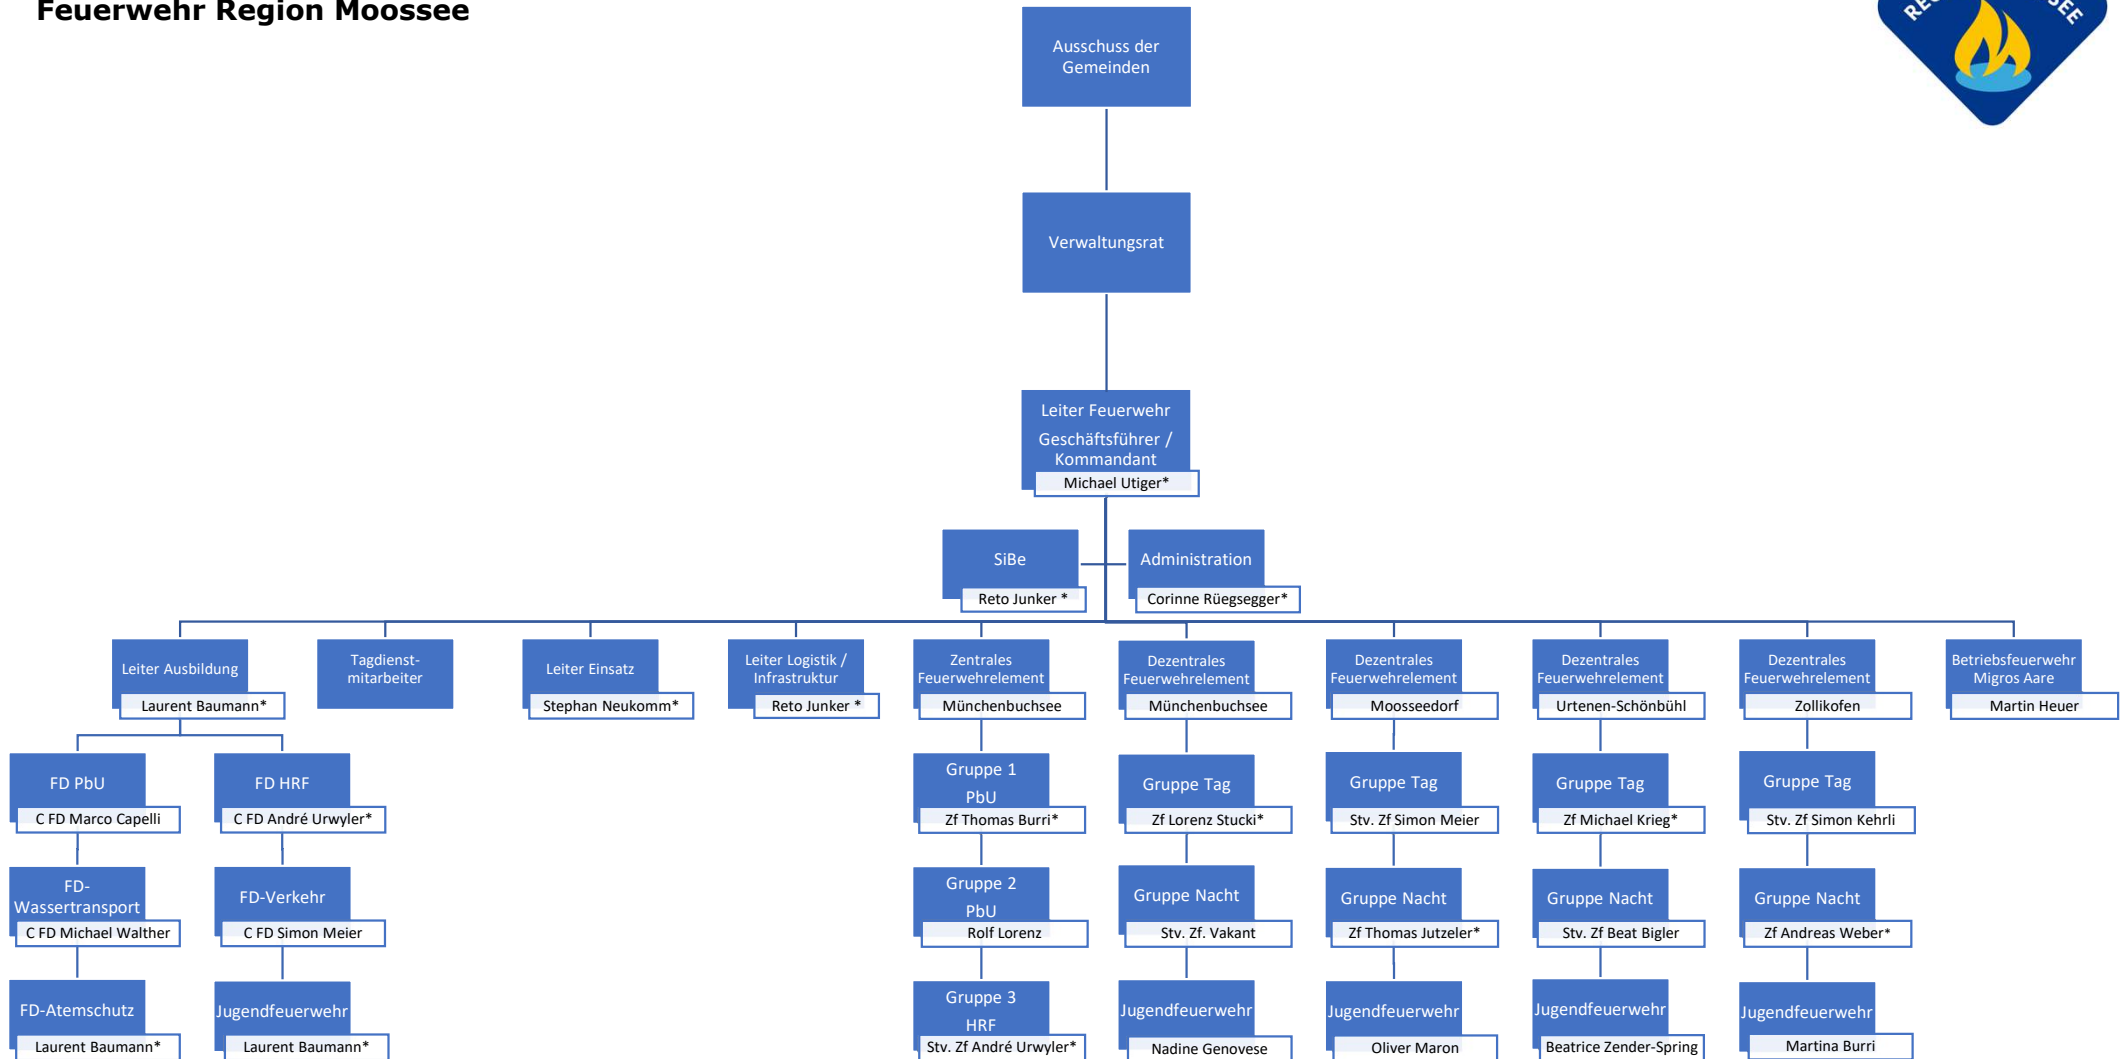 Feuerwehr Region Moossee
Ausschuss der
Gemeinden
Verwaltungsrat
Leiter Feuerwehr
Geschäftsführer /
Kommandant
Michael Utiger*
SiBe
Reto Junker *
Administration
Corinne Rüegsegger*
Leiter Ausbildung
Laurent Baumann*
Tagdienst-
mitarbeiter
Leiter Einsatz
Stephan Neukomm*
Leiter Logistik /
Infrastruktur
Reto Junker *
Zentrales
Feuerwehrelement
Münchenbuchsee
Dezentrales
Feuerwehrelement
Münchenbuchsee
Dezentrales
Feuerwehrelement
Moosseedorf
Dezentrales
Feuerwehrelement
Urtenen-Schönbühl
Dezentrales
Feuerwehrelement
Zollikofen
Betriebsfeuerwehr
Migros Aare
Martin Heuer
FD PbU
C FD Marco Capelli
FD HRF
C FD André Urwyler*
Gruppe 1
PbU
Zf Thomas Burri*
Gruppe Tag
Zf Lorenz Stucki*
Gruppe Tag
Stv. Zf Simon Meier
Gruppe Tag
Zf Michael Krieg*
Gruppe Tag
Stv. Zf Simon Kehrli
FD-
Wassertransport
C FD Michael Walther
FD-Verkehr
C FD Simon Meier
Gruppe 2
PbU
Rolf Lorenz
Gruppe Nacht
Stv. Zf. Vakant
Gruppe Nacht
Zf Thomas Jutzeler*
Gruppe Nacht
Stv. Zf Beat Bigler
Gruppe Nacht
Zf Andreas Weber*
FD-Atemschutz
Laurent Baumann*
Jugendfeuerwehr
Laurent Baumann*
Gruppe 3
HRF
Stv. Zf André Urwyler*
Jugendfeuerwehr
Nadine Genovese
Jugendfeuerwehr
Oliver Maron
Jugendfeuerwehr
Beatrice Zender-Spring
Jugendfeuerwehr
Martina Burri